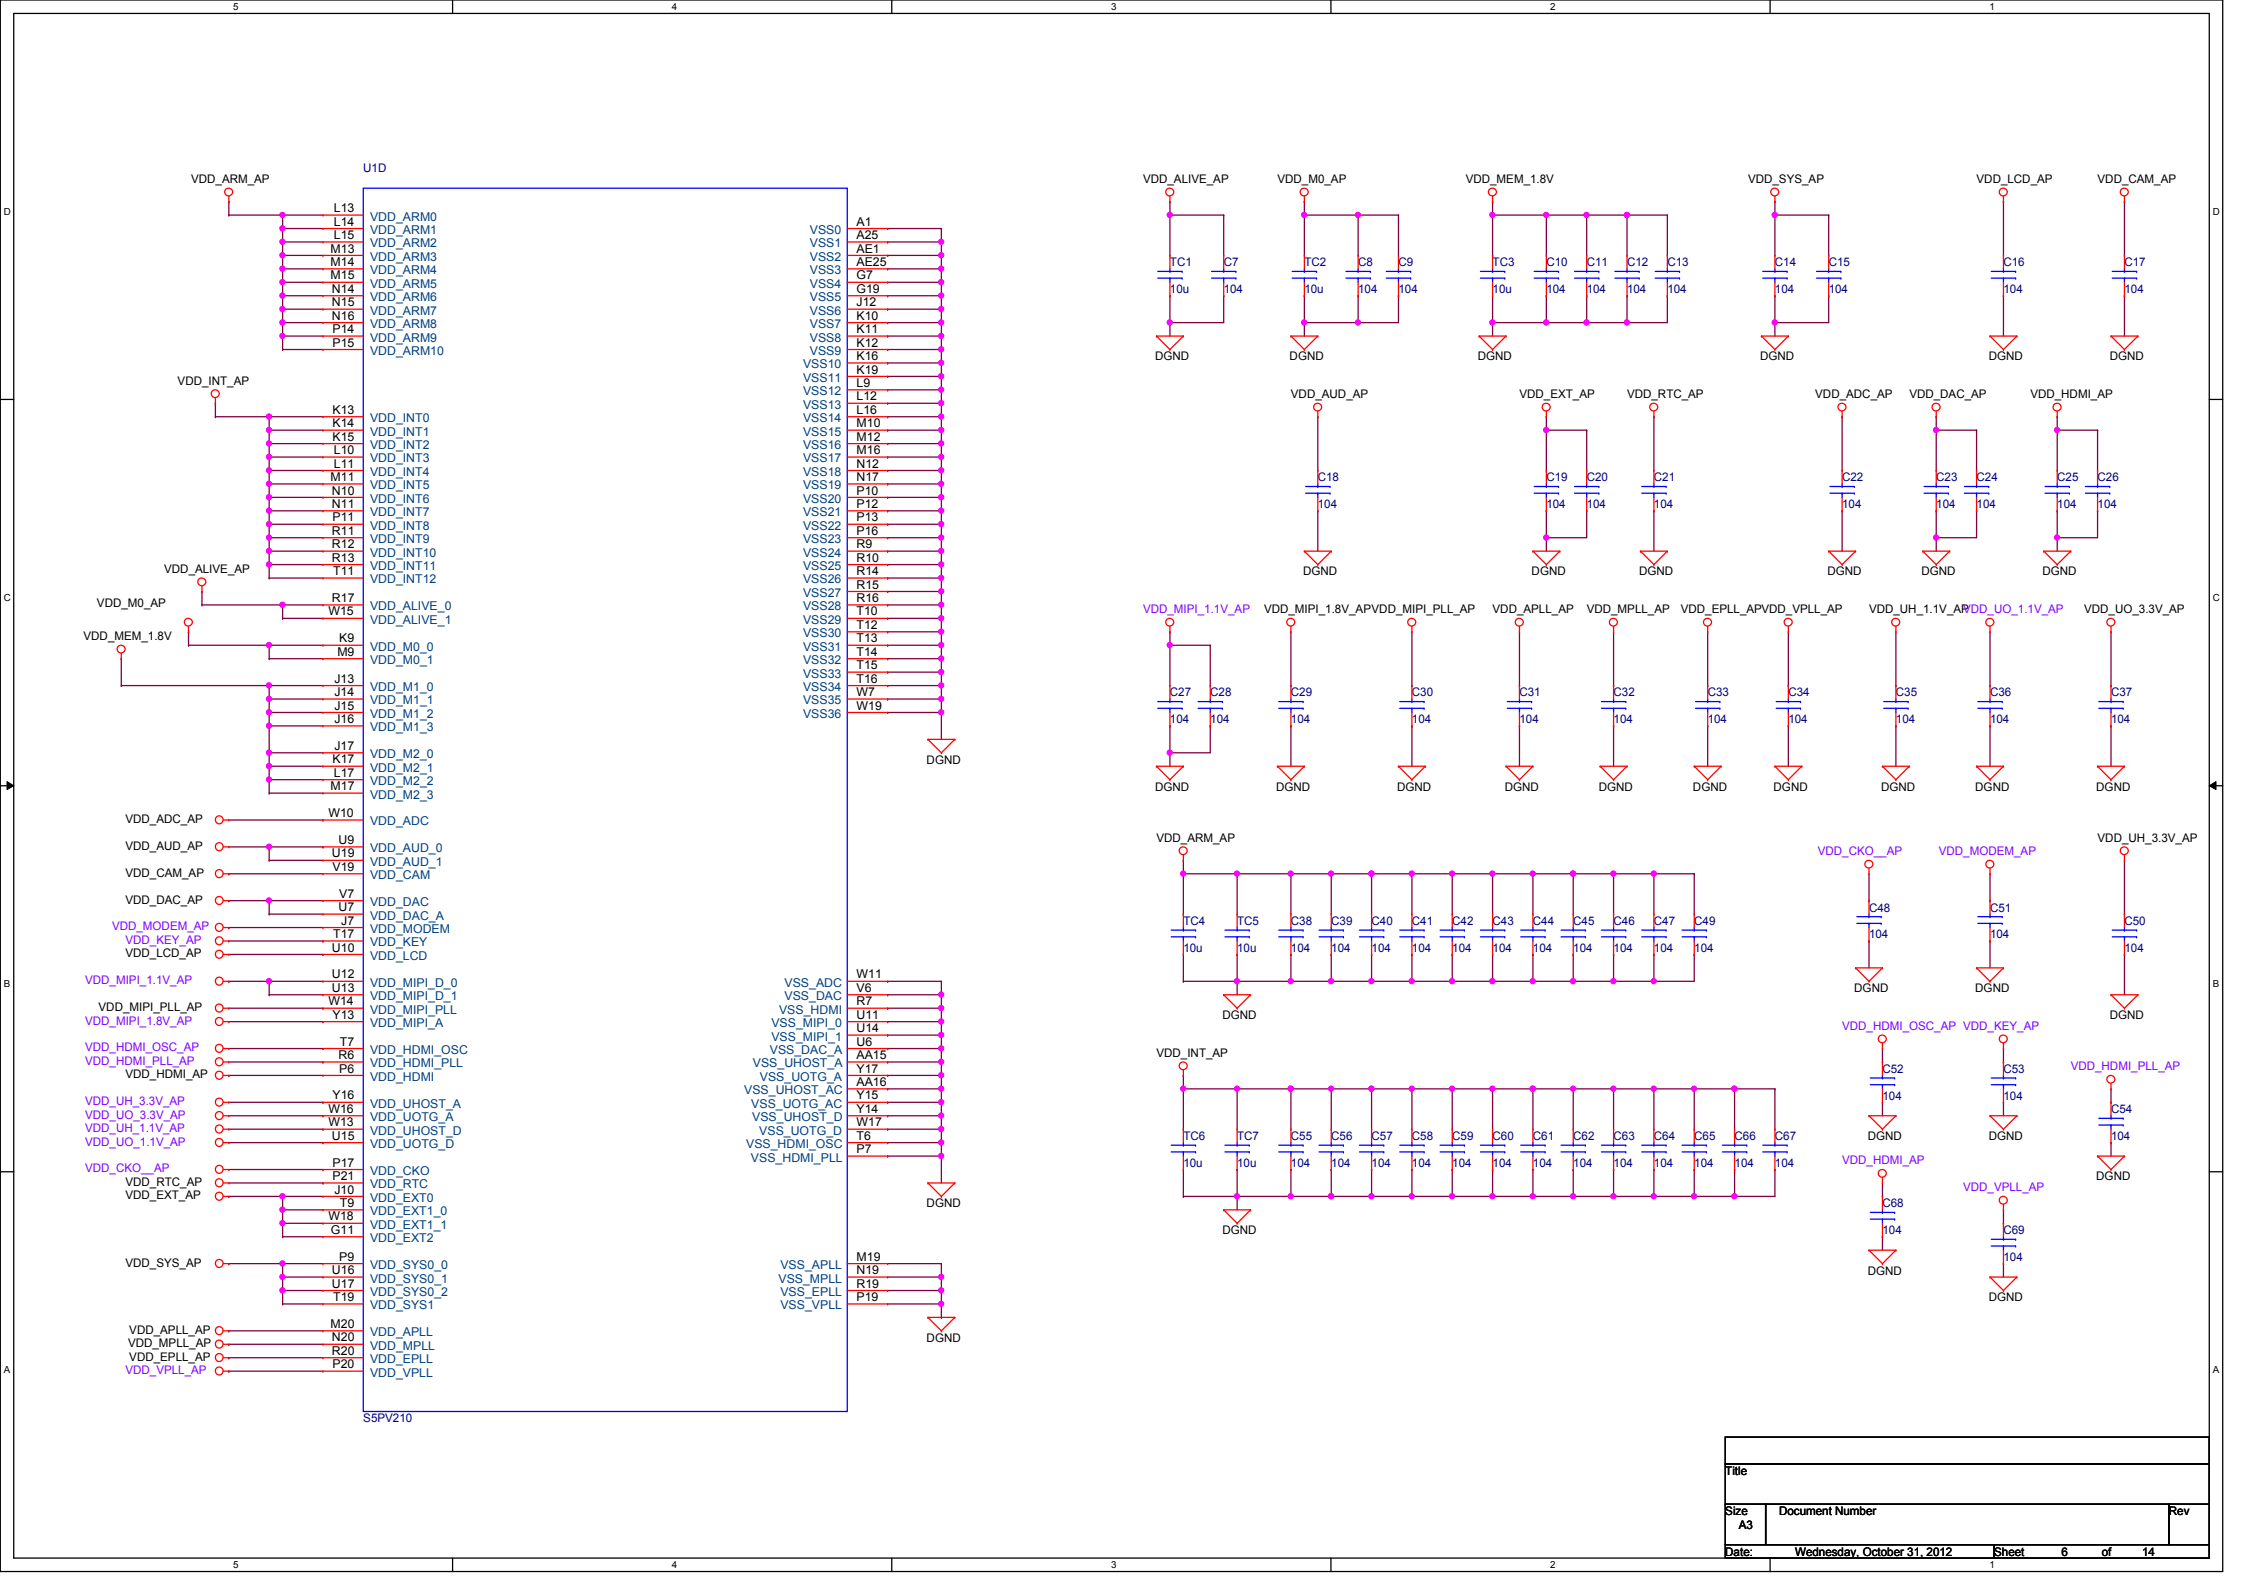 5 4 3 2 1
D
C
B
A
U1D
VDD_ARM_AP
L13 VDD_ARM0
L14 VDD_ARM1
L15 VDD_ARM2
M13 VDD_ARM3
M14 VDD_ARM4
M15 VDD_ARM5
N14 VDD_ARM6
N15 VDD_ARM7
N16 VDD_ARM8
P14 VDD_ARM9
P15 VDD_ARM10
VDD_INT_AP
K13 VDD_INT0
K14 VDD_INT1
K15 VDD_INT2
L10 VDD_INT3
L11 VDD_INT4
M11 VDD_INT5
N10 VDD_INT6
N11 VDD_INT7
P11 VDD_INT8
R11 VDD_INT9
R12 VDD_INT10
R13 VDD_INT11
T11 VDD_INT12
VDD_ALIVE_AP
R17 VDD_ALIVE_0
W15 VDD_ALIVE_1
VDD_M0_AP
K9 VDD_M0_0
M9 VDD_M0_1
VDD_MEM_1.8V
J13 VDD_M1_0
J14 VDD_M1_1
J15 VDD_M1_2
J16 VDD_M1_3
J17 VDD_M2_0
K17 VDD_M2_1
L17 VDD_M2_2
M17 VDD_M2_3
VDD_ADC_AP W10 VDD_ADC
VDD_AUD_AP U9 VDD_AUD_0
U19 VDD_AUD_1
VDD_CAM_AP V19 VDD_CAM
VDD_DAC_AP V7 VDD_DAC
U7 VDD_DAC_A
VDD_MODEM_AP J7 VDD_MODEM
VDD_KEY_AP T17 VDD_KEY
VDD_LCD_AP U10 VDD_LCD
VDD_MIPI_1.1V_AP U12 VDD_MIPI_D_0
U13 VDD_MIPI_D_1
VDD_MIPI_PLL_AP W14 VDD_MIPI_PLL
VDD_MIPI_1.8V_AP Y13 VDD_MIPI_A
VDD_HDMI_OSC_AP T7 VDD_HDMI_OSC
VDD_HDMI_PLL_AP R6 VDD_HDMI_PLL
VDD_HDMI_AP P6 VDD_HDMI
VDD_UH_3.3V_AP Y16 VDD_UHOST_A
VDD_UO_3.3V_AP W16 VDD_UOTG_A
VDD_UH_1.1V_AP W13 VDD_UHOST_D
VDD_UO_1.1V_AP U15 VDD_UOTG_D
VDD_CKO__AP P17 VDD_CKO
VDD_RTC_AP P21 VDD_RTC
VDD_EXT_AP J10 VDD_EXT0
T9 VDD_EXT1_0
W18 VDD_EXT1_1
G11 VDD_EXT2
VDD_SYS_AP P9 VDD_SYS0_0
U16 VDD_SYS0_1
U17 VDD_SYS0_2
T19 VDD_SYS1
VDD_APLL_AP M20 VDD_APLL
VDD_MPLL_AP N20 VDD_MPLL
VDD_EPLL_AP R20 VDD_EPLL
VDD_VPLL_AP P20 VDD_VPLL
S5PV210
VSS0 A1
VSS1 A25
VSS2 AE1
VSS3 AE25
VSS4 G7
VSS5 G19
VSS6 J12
VSS7 K10
VSS8 K11
VSS9 K12
VSS10 K16
VSS11 K19
VSS12 L9
VSS13 L12
VSS14 L16
VSS15 M10
VSS16 M12
VSS17 M16
VSS18 N12
VSS19 N17
VSS20 P10
VSS21 P12
VSS22 P13
VSS23 P16
VSS24 R9
VSS25 R10
VSS26 R14
VSS27 R15
VSS28 R16
VSS29 T10
VSS30 T12
VSS31 T13
VSS32 T14
VSS33 T15
VSS34 T16
VSS35 W7
VSS36 W19
DGND
VSS_ADC W11
VSS_DAC V6
VSS_HDMI R7
VSS_MIPI_0 U11
VSS_MIPI_1 U14
VSS_DAC_A U6
VSS_UHOST_A AA15
VSS_UOTG_A Y17
VSS_UHOST_AC AA16
VSS_UOTG_AC Y15
VSS_UHOST_D Y14
VSS_UOTG_D W17
VSS_HDMI_OSC T6
VSS_HDMI_PLL P7
DGND
VSS_APLL M19
VSS_MPLL N19
VSS_EPLL R19
VSS_VPLL P19
DGND
VDD_ALIVE_AP VDD_M0_AP VDD_MEM_1.8V VDD_SYS_AP VDD_LCD_AP VDD_CAM_AP
TC1 C7 TC2 C8 C9 TC3 C10 C11 C12 C13 C14 C15 C16 C17
10u 104 10u 104 104 10u 104 104 104 104 104 104 104 104
DGND DGND DGND DGND DGND DGND
VDD_AUD_AP VDD_EXT_AP VDD_RTC_AP VDD_ADC_AP VDD_DAC_AP VDD_HDMI_AP
C18 C19 C20 C21 C22 C23 C24 C25 C26
104 104 104 104 104 104 104 104 104
DGND DGND DGND DGND DGND DGND
VDD_MIPI_1.1V_AP VDD_MIPI_1.8V_AP VDD_MIPI_PLL_AP VDD_APLL_AP VDD_MPLL_AP VDD_EPLL_AP VDD_VPLL_AP VDD_UH_1.1V_AP VDD_UO_1.1V_AP VDD_UO_3.3V_AP
C27 C28 C29 C30 C31 C32 C33 C34 C35 C36 C37
104 104 104 104 104 104 104 104 104 104 104
DGND DGND DGND DGND DGND DGND DGND DGND DGND DGND
VDD_ARM_AP
TC4 TC5 C38 C39 C40 C41 C42 C43 C44 C45 C46 C47 C49
10u 10u 104 104 104 104 104 104 104 104 104 104 104
DGND
VDD_CKO__AP VDD_MODEM_AP VDD_UH_3.3V_AP
C48 C51 C50
104 104 104
DGND DGND DGND
VDD_INT_AP
TC6 TC7 C55 C56 C57 C58 C59 C60 C61 C62 C63 C64 C65 C66 C67
10u 10u 104 104 104 104 104 104 104 104 104 104 104 104 104
DGND
VDD_HDMI_OSC_AP VDD_KEY_AP VDD_HDMI_PLL_AP
C52 C53 C54
104 104 104
DGND DGND DGND
VDD_HDMI_AP VDD_VPLL_AP
C68 C69
104 104
DGND DGND
D
C
B
A
Title
Size Document Number Rev
A3
Date: Wednesday, October 31, 2012 Sheet 6 of 14
5 4 3 2 1